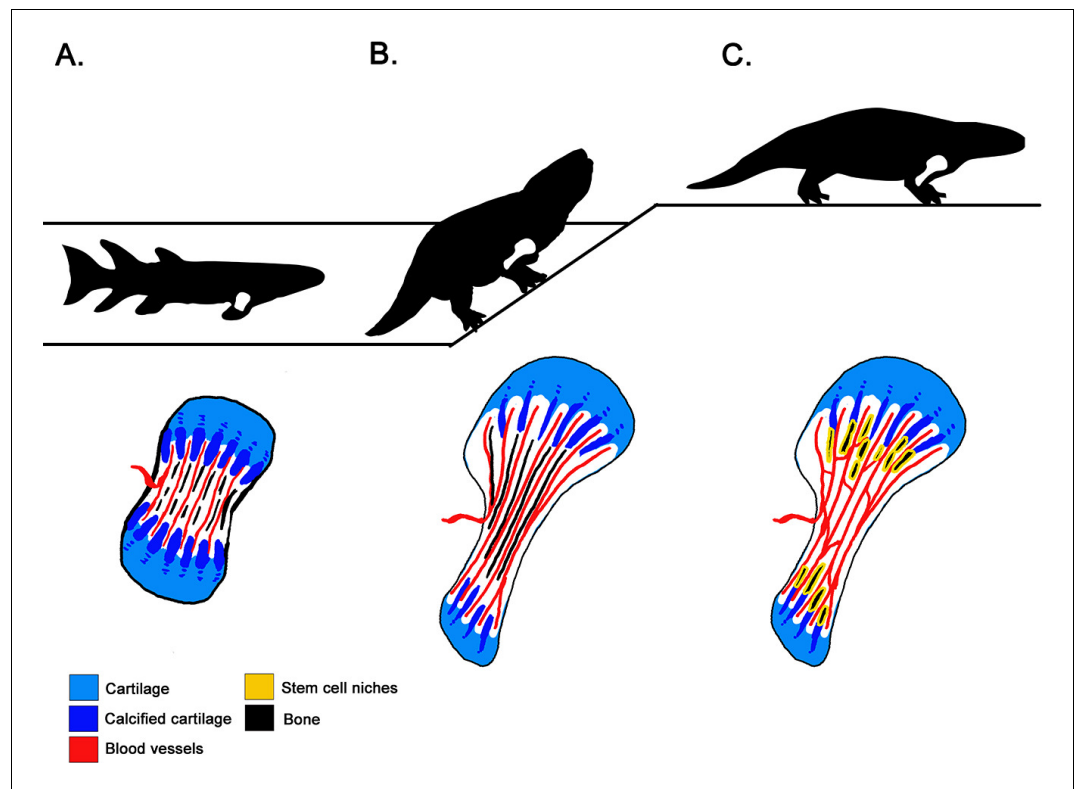 A.
B.
C.
Cartilage
Calcified cartilage
Blood vessels
Stem cell niches
Bone